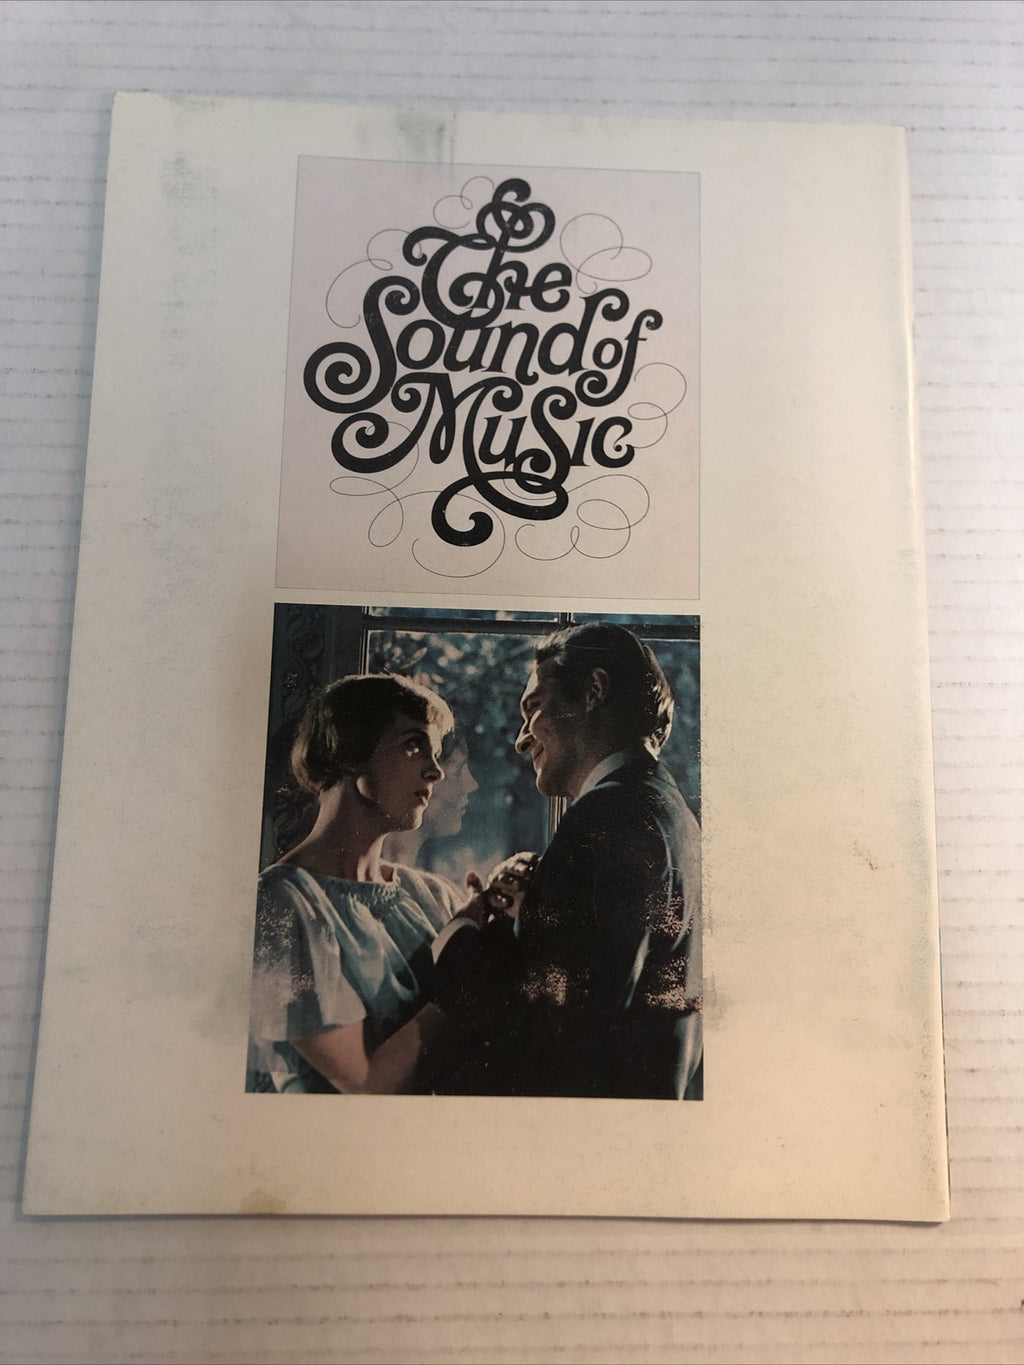 The
Sound of
Music